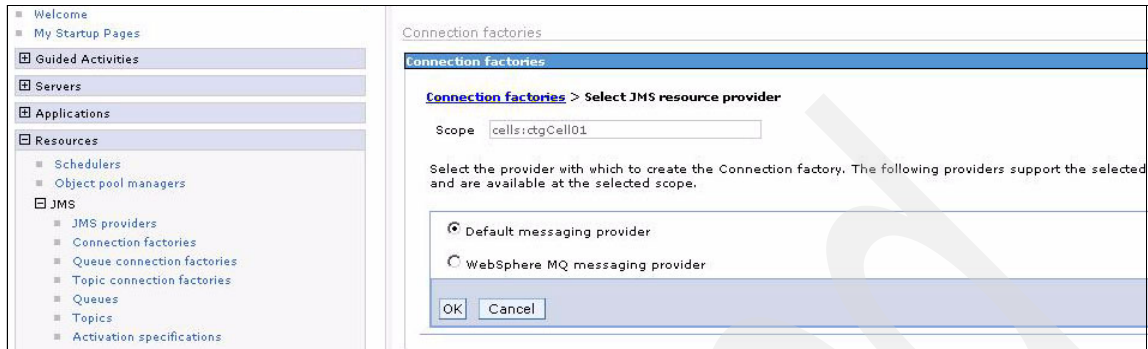 Welcome
My Startup Pages
Guided Activities
Servers
Applications
Resources
Schedulers
Object pool managers
JMS
JMS providers
Connection factories
Queue connection factories
Topic connection factories
Queues
Topics
Activation specifications
Connection factories
Connection factories
Connection factories > Select JMS resource provider
Scope cells:ctgCell01
Select the provider with which to create the Connection factory. The following providers support the selected
and are available at the selected scope.
Default messaging provider
WebSphere MQ messaging provider
OK Cancel